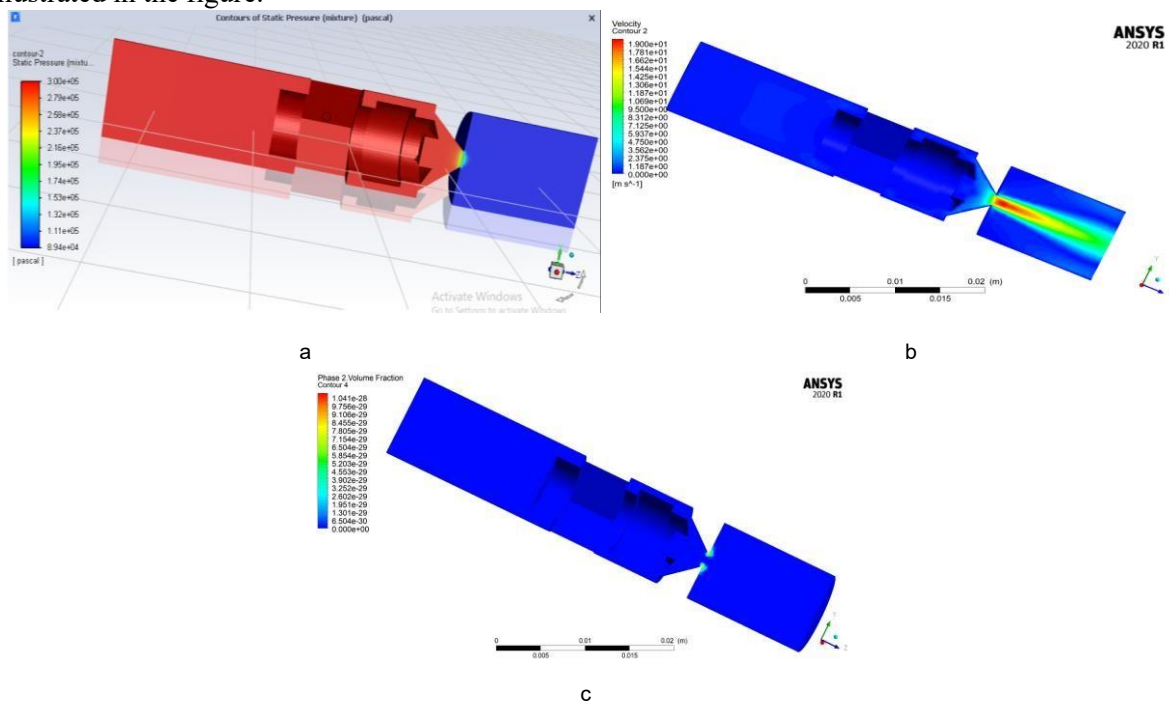 illustrated in the figure.
Contours of Static Pressure (mixture) (pascal)
contour-2
Static Pressure (mixtu...
3.00e+05
2.79e+05
2.58e+05
2.37e+05
2.16e+05
1.95e+05
1.74e+05
1.53e+05
1.32e+05
1.11e+05
8.94e+04
[ pascal ]
Activate Windows
Go to Settings to activate Windows.
a
Velocity
Contour 2
1.900e+01
1.781e+01
1.662e+01
1.544e+01
1.425e+01
1.306e+01
1.187e+01
1.069e+01
9.500e+00
8.312e+00
7.125e+00
5.937e+00
4.750e+00
3.562e+00
2.375e+00
1.187e+00
0.000e+00
[m s^-1]
ANSYS
2020 R1
0 0.01 0.02 (m)
0.005 0.015
Y
Z
b
Phase 2.Volume Fraction
Contour 4
1.041e-28
9.756e-29
9.106e-29
8.455e-29
7.805e-29
7.154e-29
6.504e-29
5.854e-29
5.203e-29
4.553e-29
3.902e-29
3.252e-29
2.602e-29
1.951e-29
1.301e-29
6.504e-30
0.000e+00
ANSYS
2020 R1
0 0.01 0.02 (m)
0.005 0.015
Y
Z
c